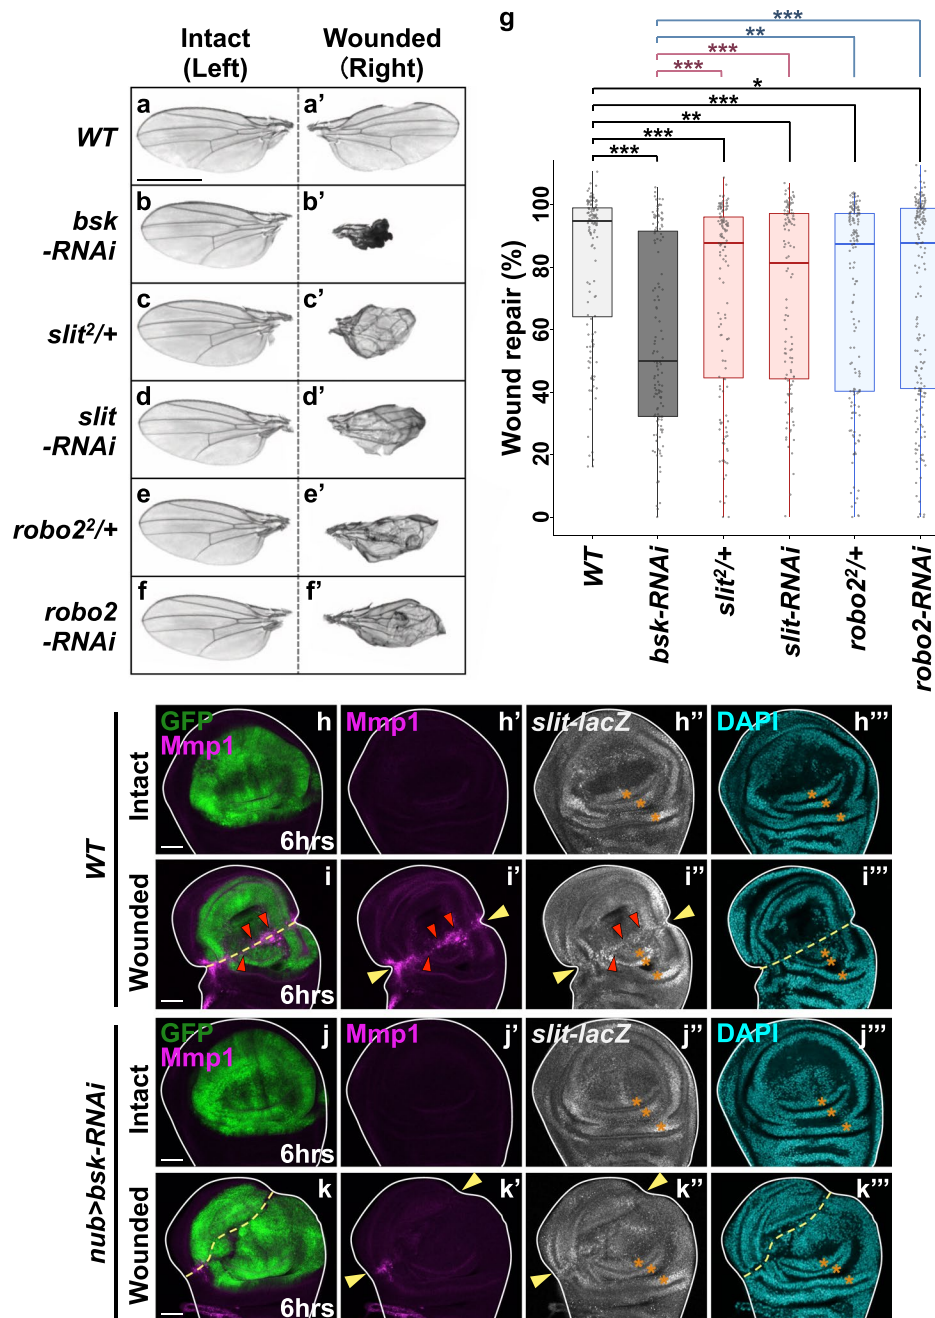 Intact
(Left)
Wounded
(Right)
WT
a
a’
bsk
-RNAi
b
b’
slit²/+
c
c’
slit
-RNAi
d
d’
robo2²/+
e
e’
robo2
-RNAi
f
f’
g
***
**
***
***
*
***
**
***
***
Wound repair (%)
100
80
60
40
20
0
WT
bsk-RNAi
slit²/+
slit-RNAi
robo2²/+
robo2-RNAi
WT
Intact
GFP
Mmp1
h
6hrs
Mmp1
h’
slit-lacZ
h’’
* * *
DAPI
h’’’
* * *
Wounded
i
6hrs
i’
i’’
* * *
i’’’
* * *
nub>bsk-RNAi
Intact
GFP
Mmp1
j
6hrs
Mmp1
j’
slit-lacZ
j’’
* * *
DAPI
j’’’
* * *
Wounded
k
6hrs
k’
k’’
* * *
k’’’
* * *